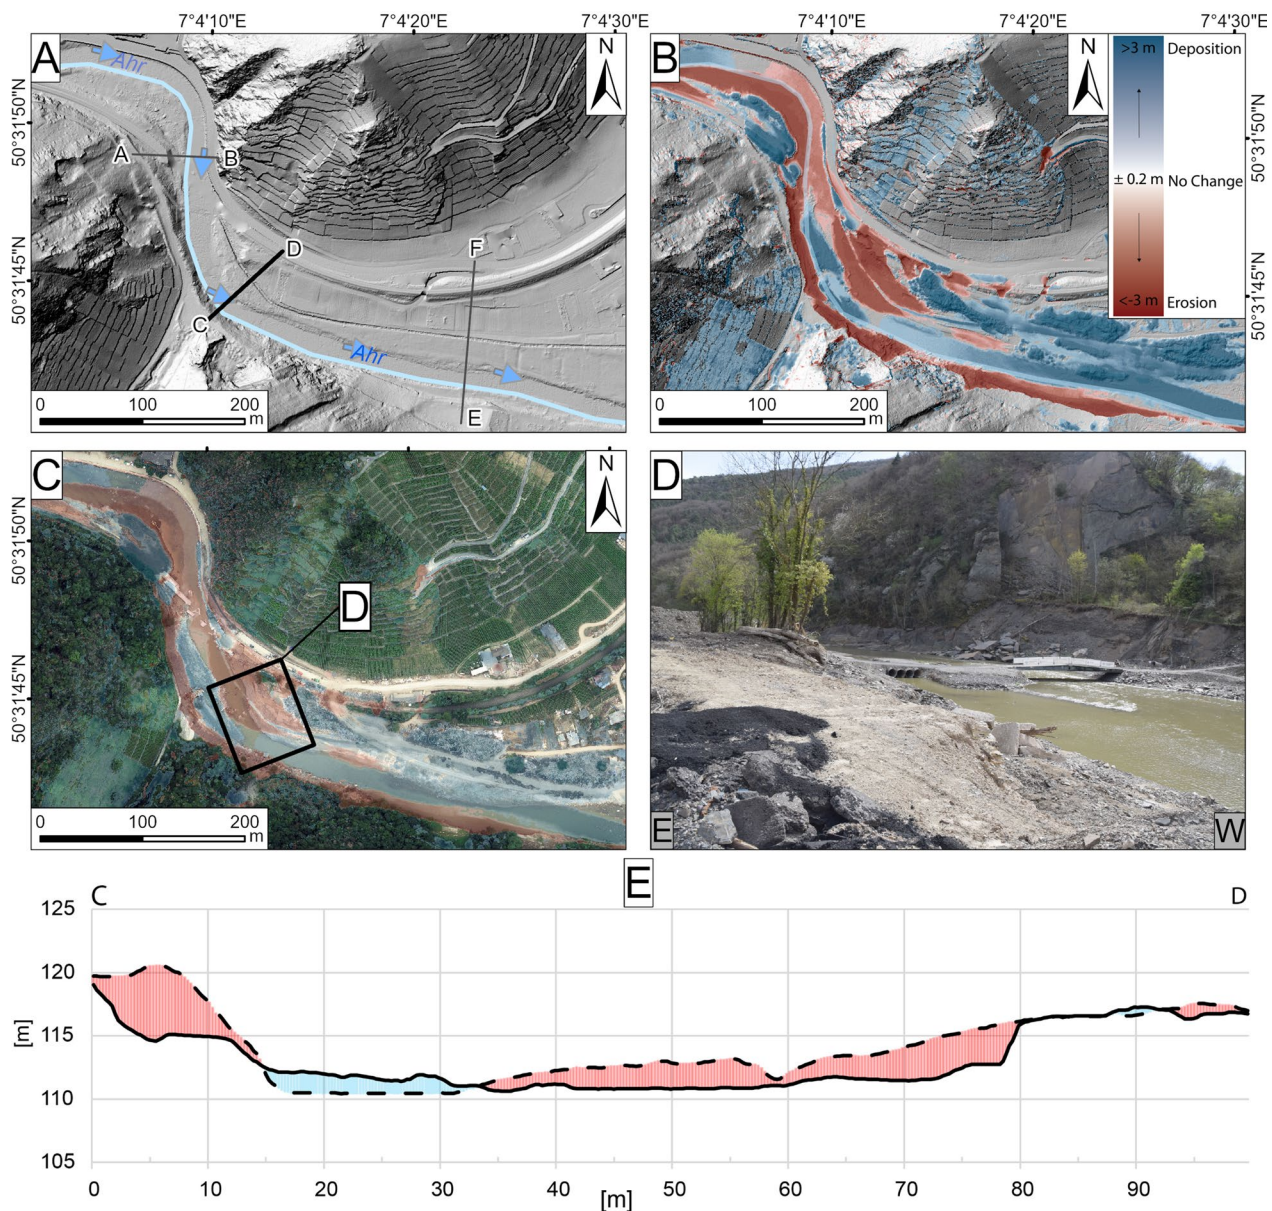 7°4'10"E 7°4'20"E 7°4'30"E
7°4'10"E 7°4'20"E 7°4'30"E
A
Ahr
N
A
B
D
F
C
Ahr
E
0 100 200
m
50°31'50"N
50°31'45"N
B
N
>3 m Deposition
± 0.2 m No Change
<-3 m Erosion
0 100 200
m
50°31'50"N
50°31'45"N
C
N
D
0 100 200
m
50°31'50"N
50°31'45"N
D
E
W
E
C
D
125
120
115
110
105
[m]
0 10 20 30 40 50 60 70 80 90
[m]